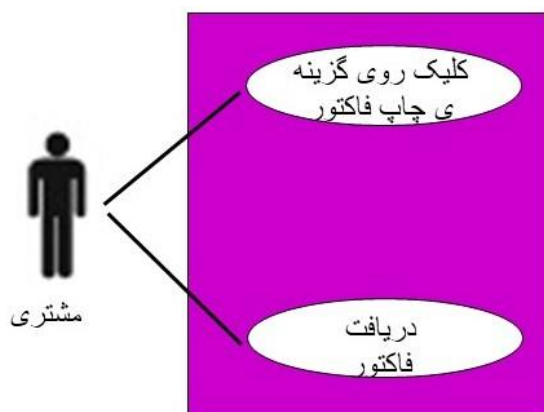 کلیک روی گزینه
ی چاپ فاکتور
مشتری
دریافت
فاکتور